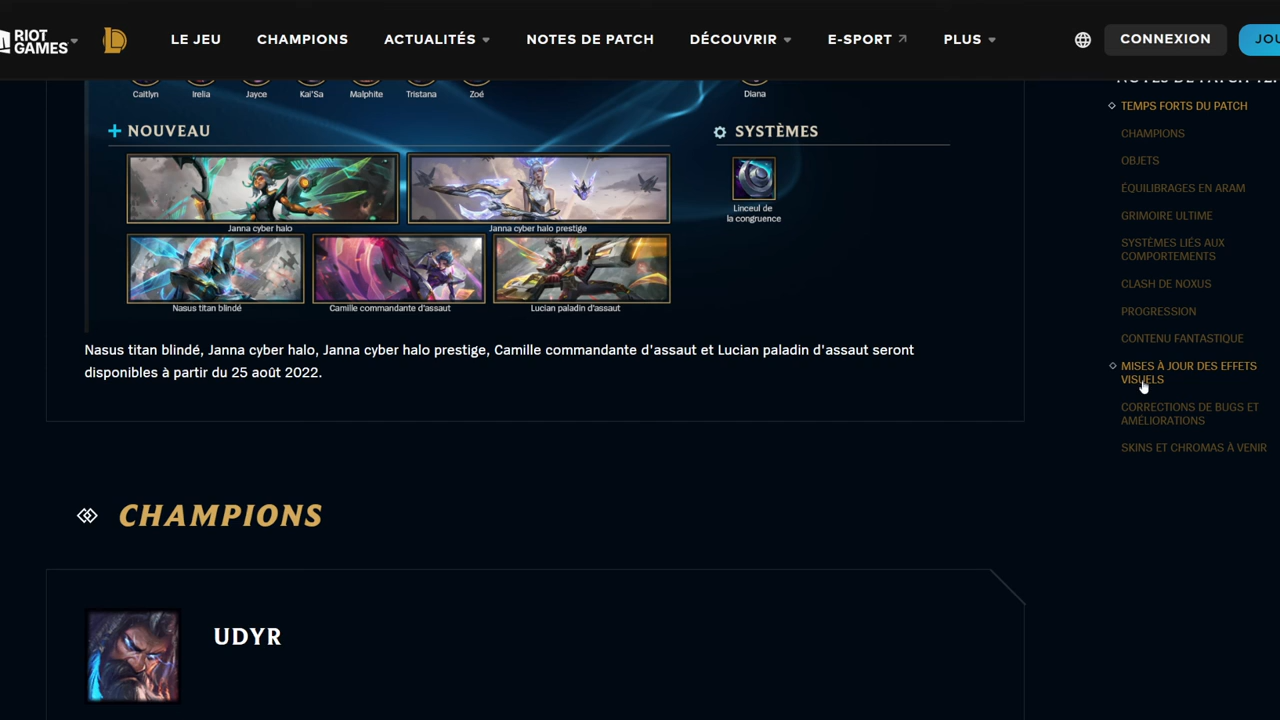 RIOT
GAMES
LE JEU
CHAMPIONS
ACTUALITÉS
NOTES DE PATCH
DÉCOUVRIR
E-SPORT
PLUS
CONNEXION
Caitlyn
Irelia
Jayce
Kai'Sa
Malphite
Tristana
Zoé
Diana
NOUVEAU
SYSTÈMES
Janna cyber halo
Janna cyber halo prestige
Linceul de
la congruence
Nasus titan blindé
Camille commandante d'assaut
Lucian paladin d'assaut
Nasus titan blindé, Janna cyber halo, Janna cyber halo prestige, Camille commandante d'assaut et Lucian paladin d'assaut seront
disponibles à partir du 25 août 2022.
CHAMPIONS
UDYR
TEMPS FORTS DU PATCH
CHAMPIONS
OBJETS
ÉQUILIBRAGES EN ARAM
GRIMOIRE ULTIME
SYSTÈMES LIÉS AUX
COMPORTEMENTS
CLASH DE NOXUS
PROGRESSION
CONTENU FANTASTIQUE
MISES À JOUR DES EFFETS
VISUELS
CORRECTIONS DE BUGS ET
AMÉLIORATIONS
SKINS ET CHROMAS À VENIR